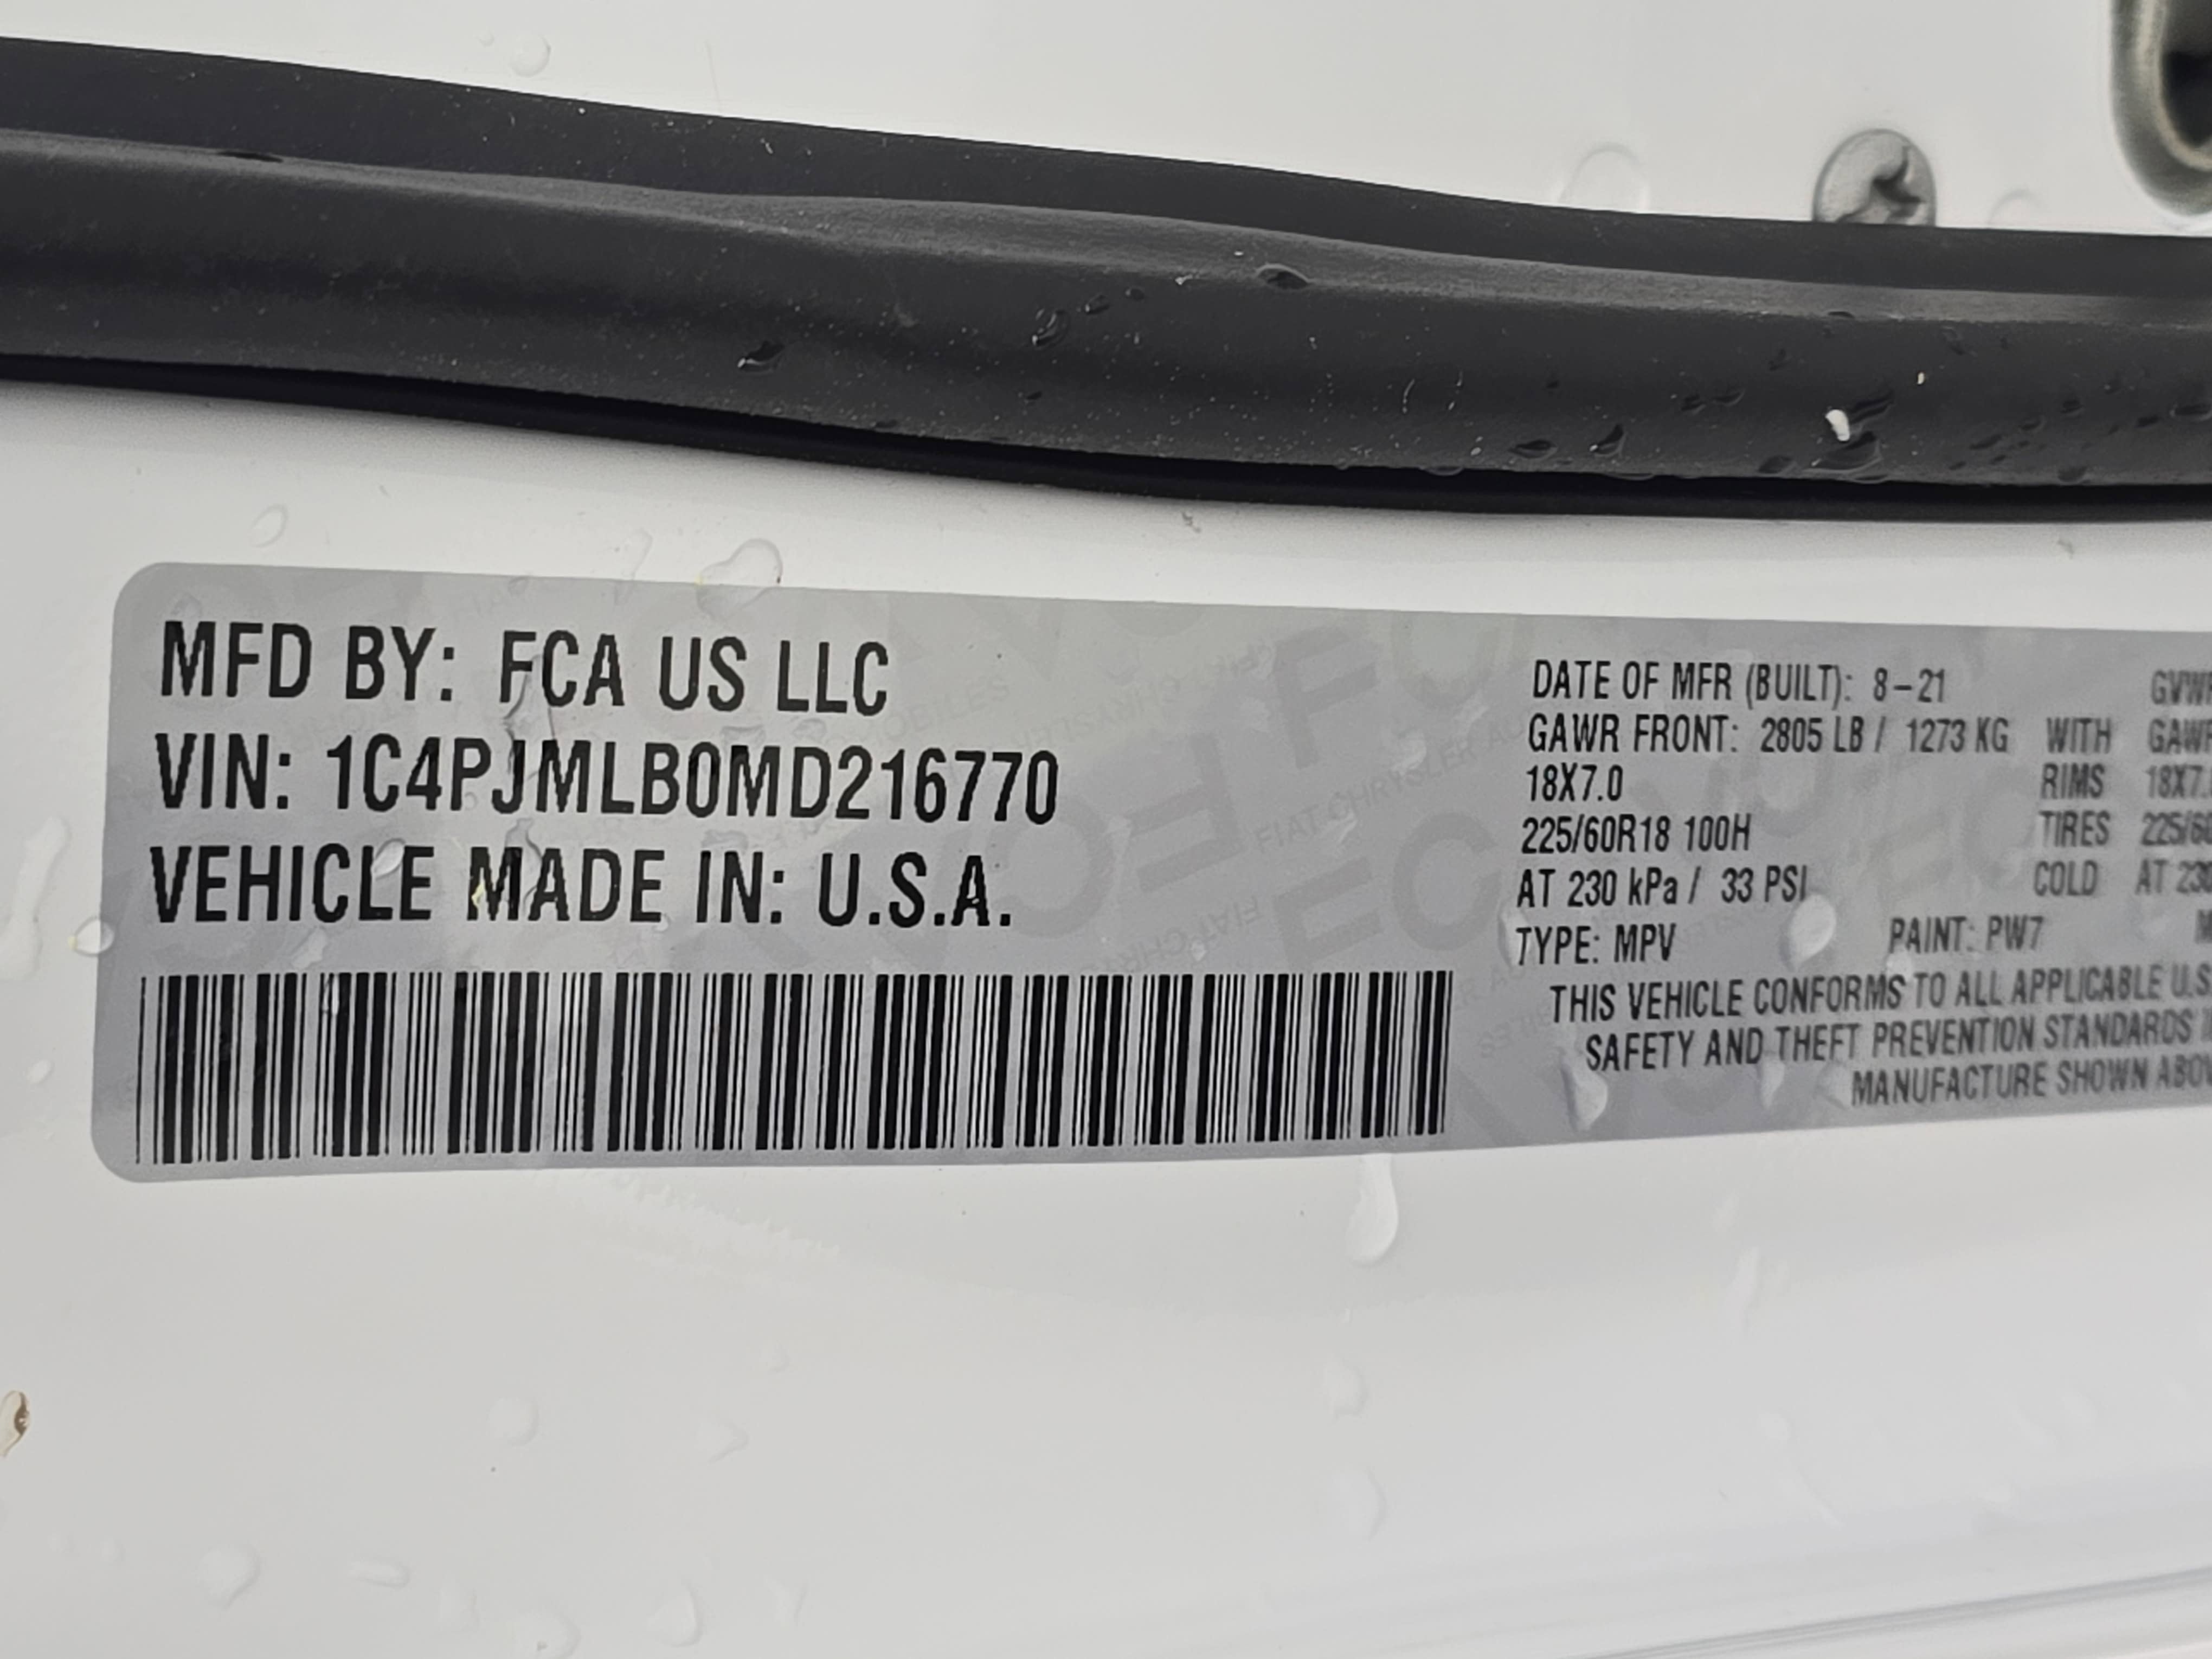 MFD BY: FCA US LLC
VIN: 1C4PJMLB0MD216770
VEHICLE MADE IN: U.S.A.
DATE OF MFR (BUILT): 8-21
GAWR FRONT: 2805 LB / 1273 KG WITH
18X7.0 RIMS
225/60R18 100H TIRES
AT 230 kPa / 33 PSI COLD AT
TYPE: MPV PAINT: PW7
THIS VEHICLE CONFORMS TO ALL APPLICABLE U.S.
SAFETY AND THEFT PREVENTION STANDARDS
MANUFACTURE SHOWN